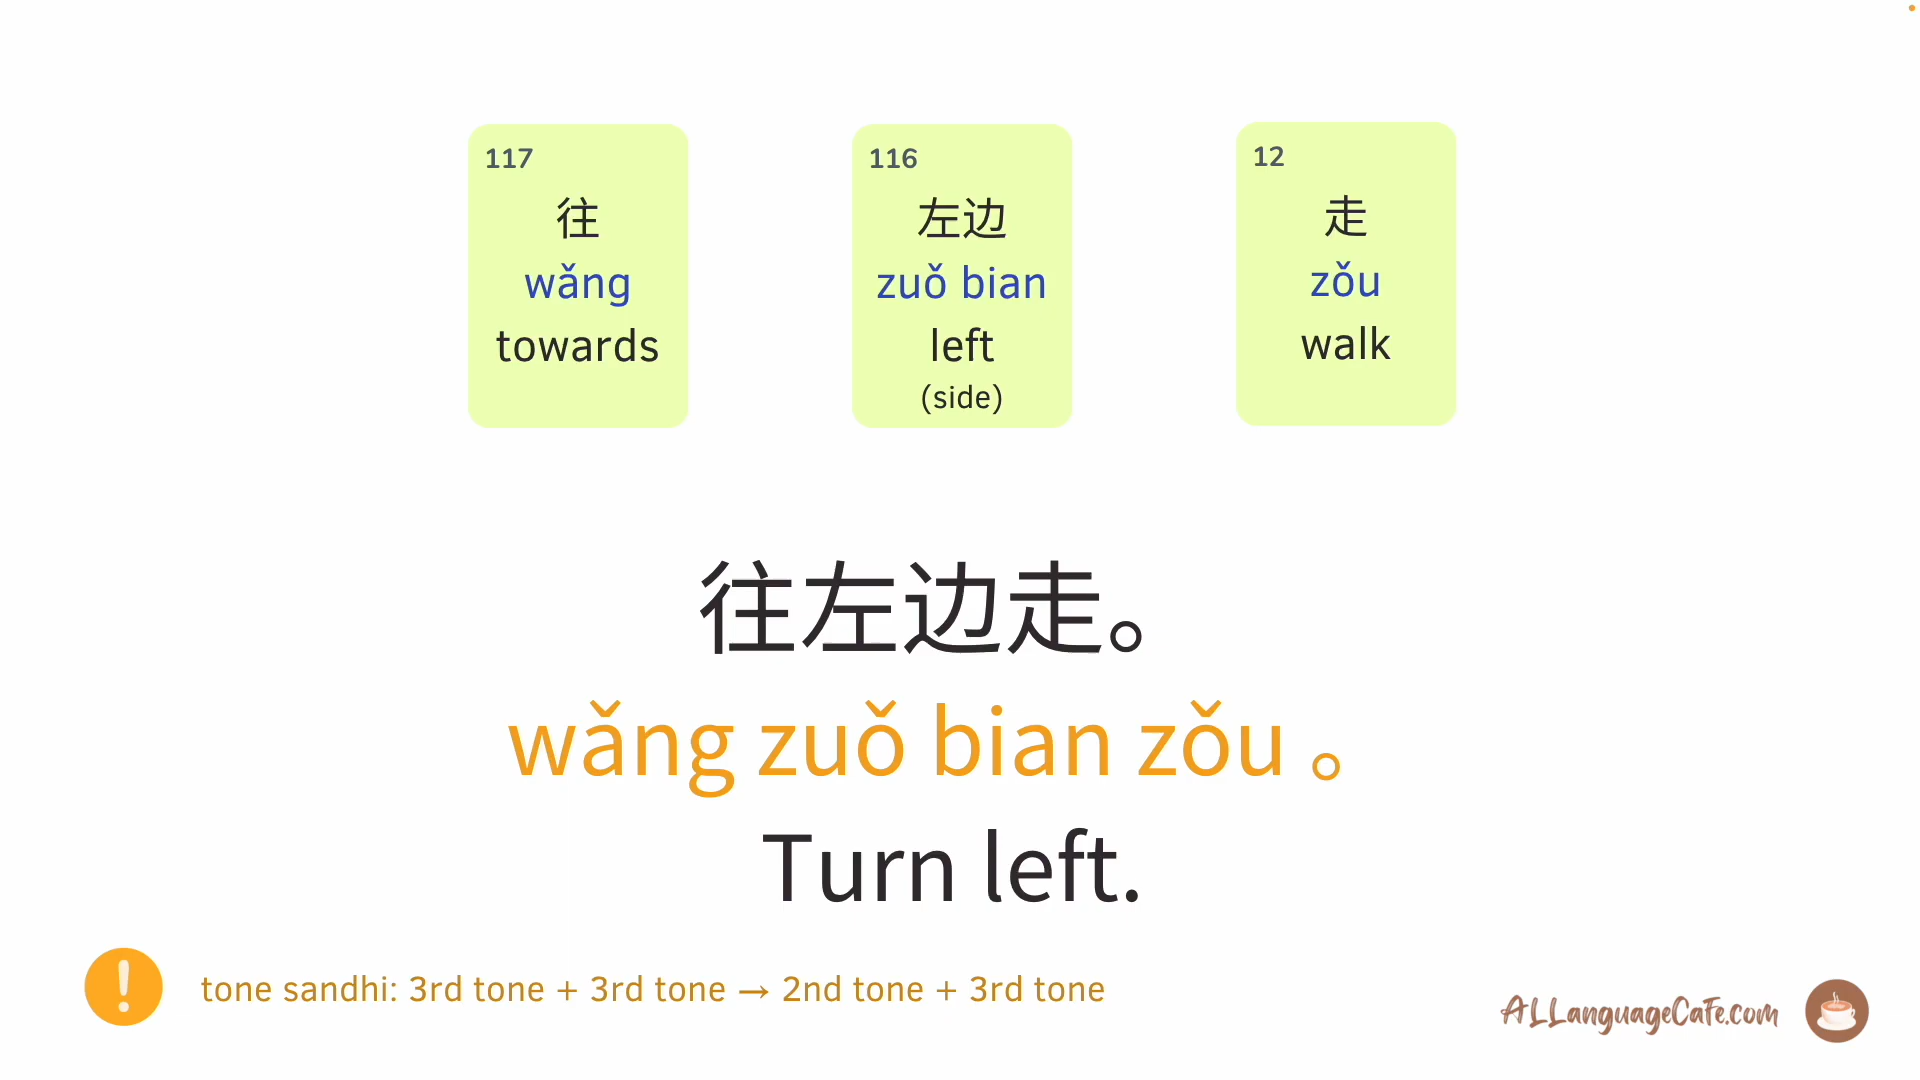 117
往
wǎng
towards
116
左边
zuǒ bian
left
(side)
12
走
zǒu
walk
往左边走。
wǎng zuǒ bian zǒu 。
Turn left.
! tone sandhi: 3rd tone + 3rd tone → 2nd tone + 3rd tone
ALLanguageCafe.com